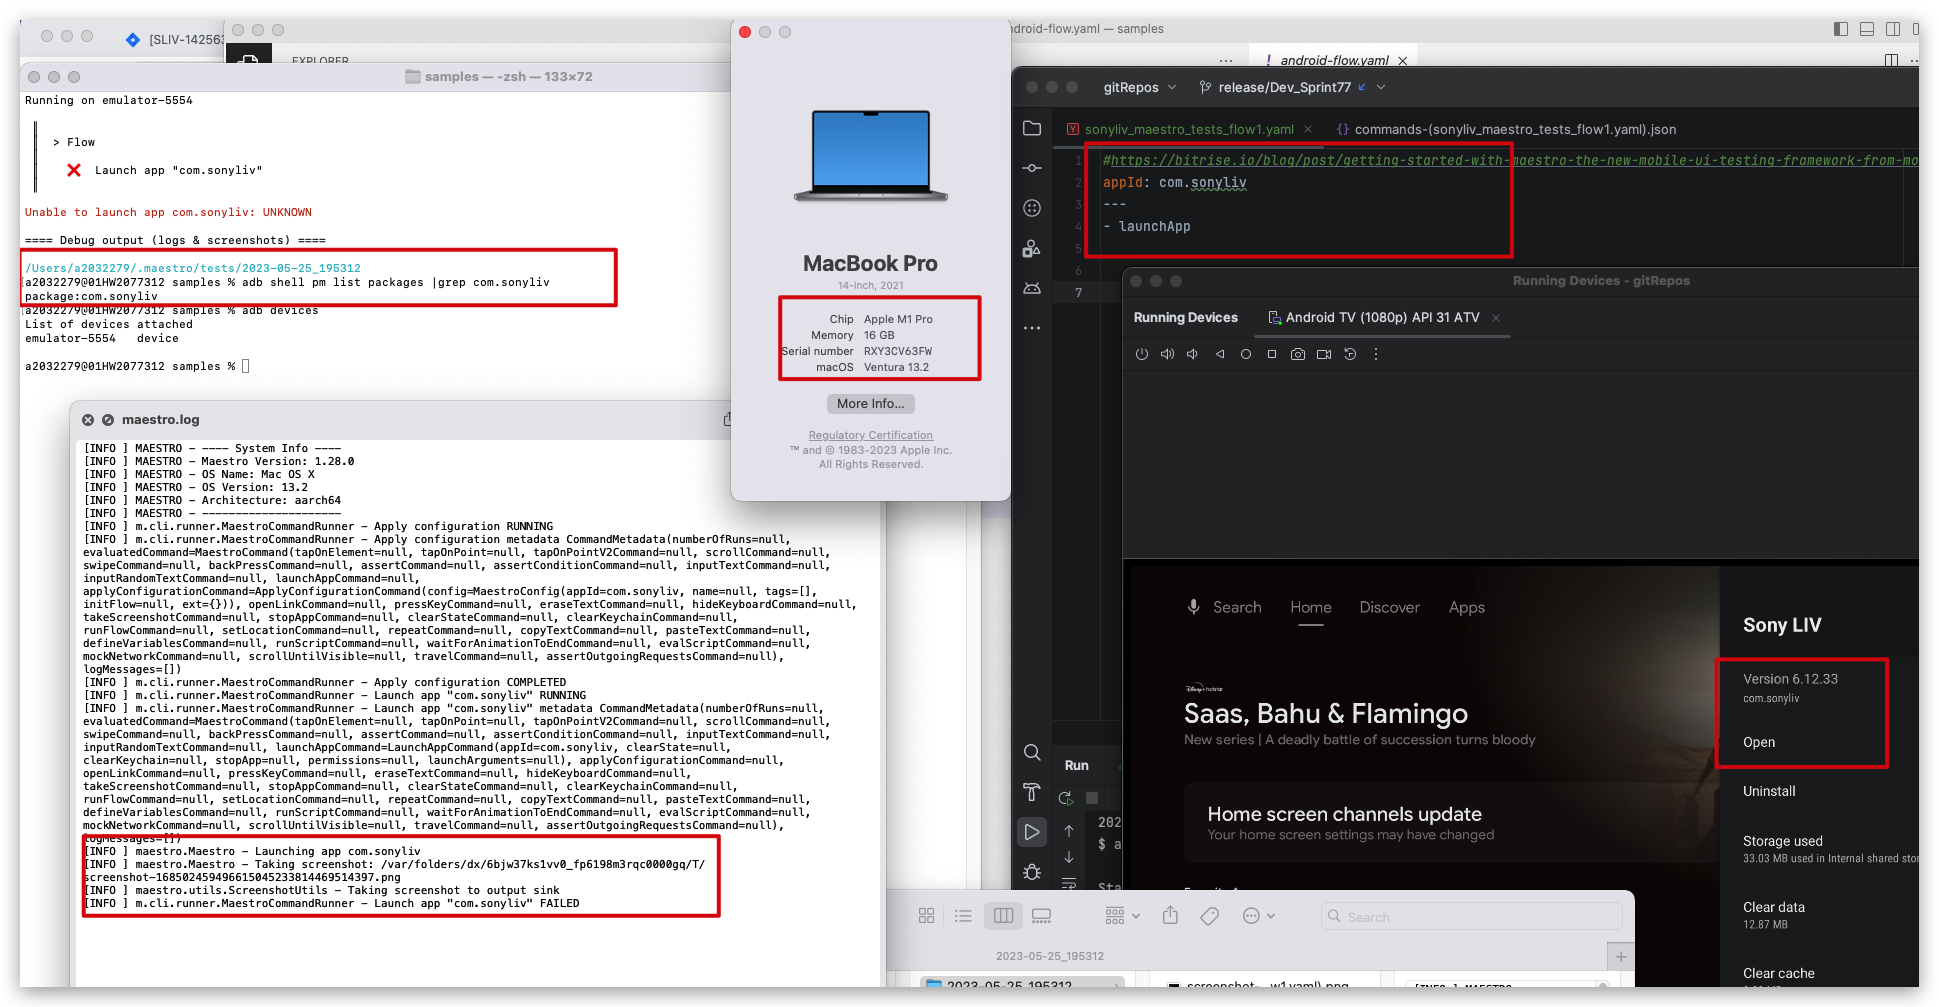 [SLIV-142563
EXPLORER
samples — -zsh — 133×72
Running on emulator-5554
> Flow
Launch app "com.sonyliv"
Unable to launch app com.sonyliv: UNKNOWN
==== Debug output (logs & screenshots) ====
/Users/a2032279/.maestro/tests/2023-05-25_195312
[a2032279@01HW2077312 samples % adb shell pm list packages |grep com.sonyliv
package:com.sonyliv
[a2032279@01HW2077312 samples % adb devices
List of devices attached
emulator-5554 device
a2032279@01HW2077312 samples %
maestro.log
[INFO ] MAESTRO - ---- System Info ----
[INFO ] MAESTRO - Maestro Version: 1.28.0
[INFO ] MAESTRO - OS Name: Mac OS X
[INFO ] MAESTRO - OS Version: 13.2
[INFO ] MAESTRO - Architecture: aarch64
[INFO ] MAESTRO - ---------------------
[INFO ] m.cli.runner.MaestroCommandRunner - Apply configuration RUNNING
[INFO ] m.cli.runner.MaestroCommandRunner - Apply configuration metadata CommandMetadata(numberOfRuns=null,
evaluatedCommand=MaestroCommand(tapOnElement=null, tapOnPoint=null, tapOnPointV2Command=null, scrollCommand=null,
swipeCommand=null, backPressCommand=null, assertCommand=null, assertConditionCommand=null, inputTextCommand=null,
inputRandomTextCommand=null, launchAppCommand=null,
applyConfigurationCommand=ApplyConfigurationCommand(config=MaestroConfig(appId=com.sonyliv, name=null, tags=[],
initFlow=null, ext={})), openLinkCommand=null, pressKeyCommand=null, eraseTextCommand=null, hideKeyboardCommand=null,
takeScreenshotCommand=null, stopAppCommand=null, clearStateCommand=null, clearKeychainCommand=null,
runFlowCommand=null, setLocationCommand=null, repeatCommand=null, copyTextCommand=null, pasteTextCommand=null,
defineVariablesCommand=null, runScriptCommand=null, waitForAnimationToEndCommand=null, evalScriptCommand=null,
mockNetworkCommand=null, scrollUntilVisible=null, travelCommand=null, assertOutgoingRequestsCommand=null),
logMessages=[])
[INFO ] m.cli.runner.MaestroCommandRunner - Apply configuration COMPLETED
[INFO ] m.cli.runner.MaestroCommandRunner - Launch app "com.sonyliv" RUNNING
[INFO ] m.cli.runner.MaestroCommandRunner - Launch app "com.sonyliv" metadata CommandMetadata(numberOfRuns=null,
evaluatedCommand=MaestroCommand(tapOnElement=null, tapOnPoint=null, tapOnPointV2Command=null, scrollCommand=null,
swipeCommand=null, backPressCommand=null, assertCommand=null, assertConditionCommand=null, inputTextCommand=null,
inputRandomTextCommand=null, launchAppCommand=LaunchAppCommand(appId=com.sonyliv, clearState=null,
clearKeychain=null, stopApp=null, permissions=null, launchArguments=null), applyConfigurationCommand=null,
openLinkCommand=null, pressKeyCommand=null, eraseTextCommand=null, hideKeyboardCommand=null,
takeScreenshotCommand=null, stopAppCommand=null, clearStateCommand=null, clearKeychainCommand=null,
runFlowCommand=null, setLocationCommand=null, repeatCommand=null, copyTextCommand=null, pasteTextCommand=null,
defineVariablesCommand=null, runScriptCommand=null, waitForAnimationToEndCommand=null, evalScriptCommand=null,
mockNetworkCommand=null, scrollUntilVisible=null, travelCommand=null, assertOutgoingRequestsCommand=null),
logMessages=[])
[INFO ] maestro.Maestro - Launching app com.sonyliv
[INFO ] maestro.Maestro - Taking screenshot: /var/folders/dx/6bjw37ks1vv0_fp6198m3rqc0000gq/T/
screenshot-16850245949661504523381446951​4397.png
[INFO ] maestro.utils.ScreenshotUtils - Taking screenshot to output sink
[INFO ] m.cli.runner.MaestroCommandRunner - Launch app "com.sonyliv" FAILED
MacBook Pro
14-inch, 2021
Chip Apple M1 Pro
Memory 16 GB
Serial number RXY3CV63FW
macOS Ventura 13.2
More Info...
Regulatory Certification
™ and © 1983-2023 Apple Inc.
All Rights Reserved.
ndroid-flow.yaml — samples
! android-flow.yaml
gitRepos
release/Dev_Sprint77
sonyliv_maestro_tests_flow1.yaml
{} commands-(sonyliv_maestro_tests_flow1.yaml).json
1 #https://bitrise.io/blog/post/getting-started-with-maestro-the-new-mobile-ui-testing-framework-from-mo
2 appId: com.sonyliv
3 ---
4 - launchApp
5
6
7
Running Devices - gitRepos
Running Devices
Android TV (1080p) API 31 ATV
Search Home Discover Apps
Disney+ hotstar
Saas, Bahu & Flamingo
New series | A deadly battle of succession turns bloody
Home screen channels update
Your home screen settings may have changed
Sony LIV
Version 6.12.33
com.sonyliv
Open
Uninstall
Storage used
33.03 MB used in Internal shared stor
Clear data
12.87 MB
Clear cache
Run
202
$ a
Search
2023-05-25_195312
2023-05-25_195312
screenshot-...w1.yaml).png
[INFO ] MAESTRO